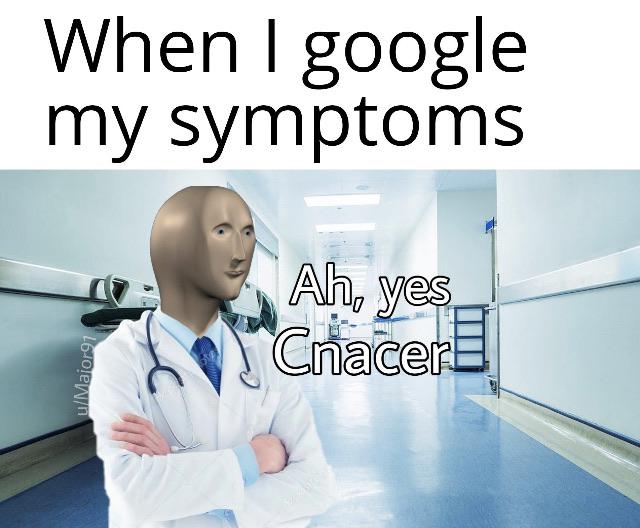 When I google
my symptoms
Ah, yes
Cnacer
u/Major91